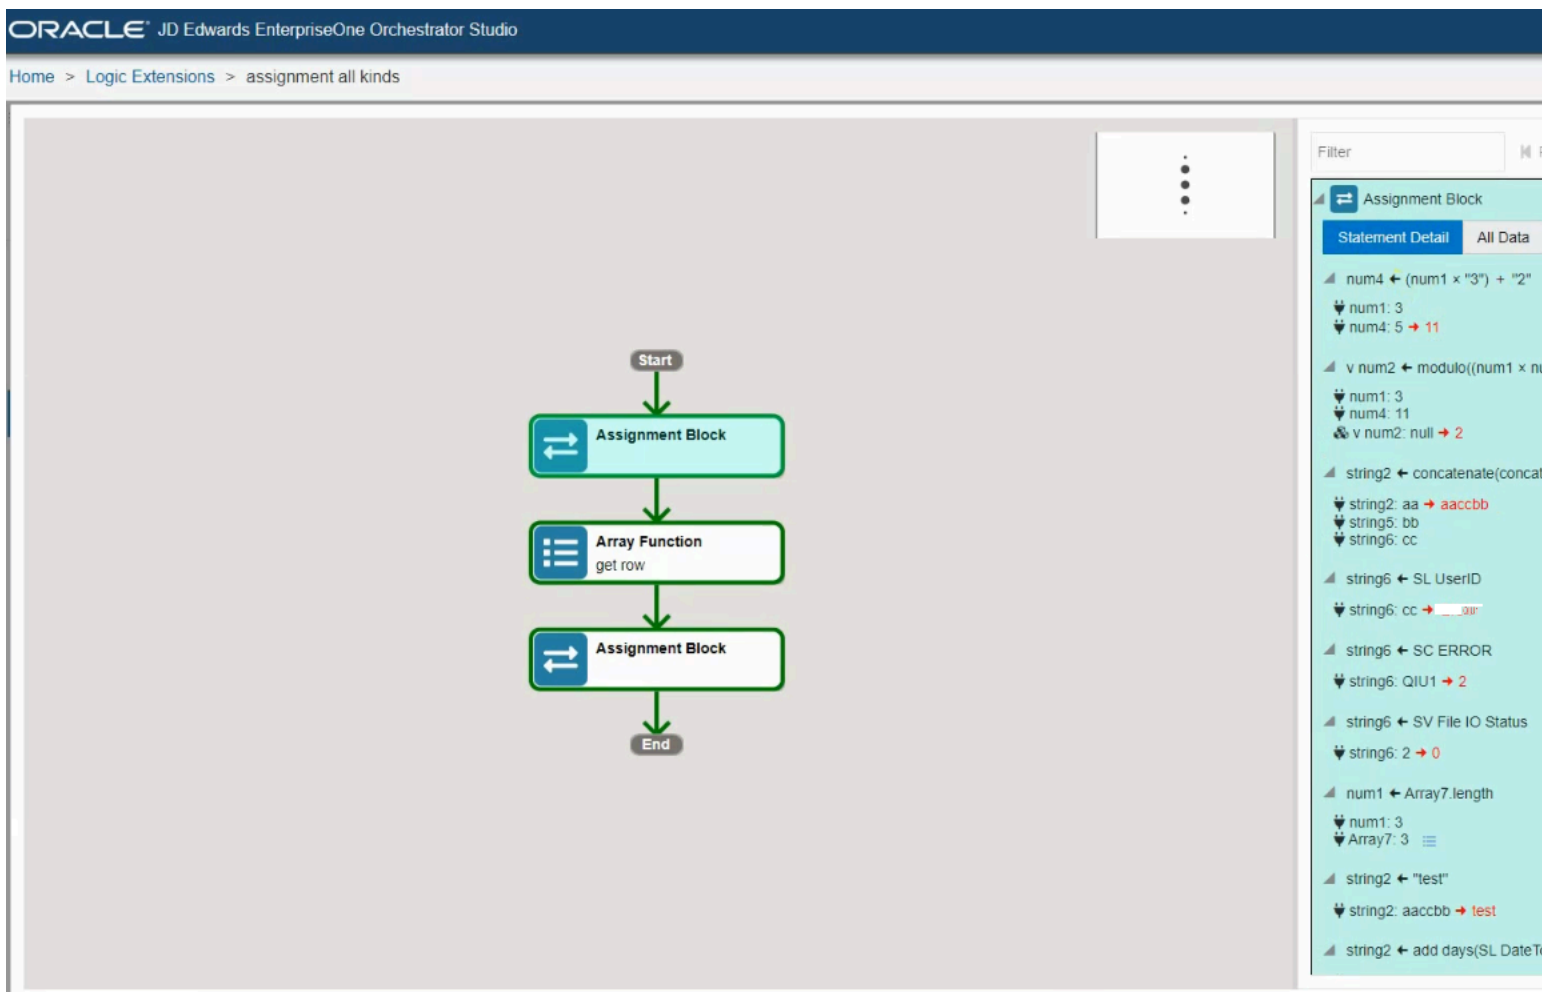 ORACLE® JD Edwards EnterpriseOne Orchestrator Studio
Home > Logic Extensions > assignment all kinds
Start
Assignment Block
Array Function
get row
Assignment Block
End
Filter
Assignment Block
Statement Detail All Data
num4 ← (num1 × "3") + "2"
num1: 3
num4: 5 → 11
v num2 ← modulo((num1 ×
num1: 3
num4: 11
v num2: null → 2
string2 ← concatenate(
string2: aa → aaccbb
string5: bb
string6: cc
string6 ← SL UserID
string6: cc →
string6 ← SC ERROR
string6: QIU1 → 2
string6 ← SV File IO Status
string6: 2 → 0
num1 ← Array7.length
num1: 3
Array7: 3
string2 ← "test"
string2: aaccbb → test
string2 ← add days(SL